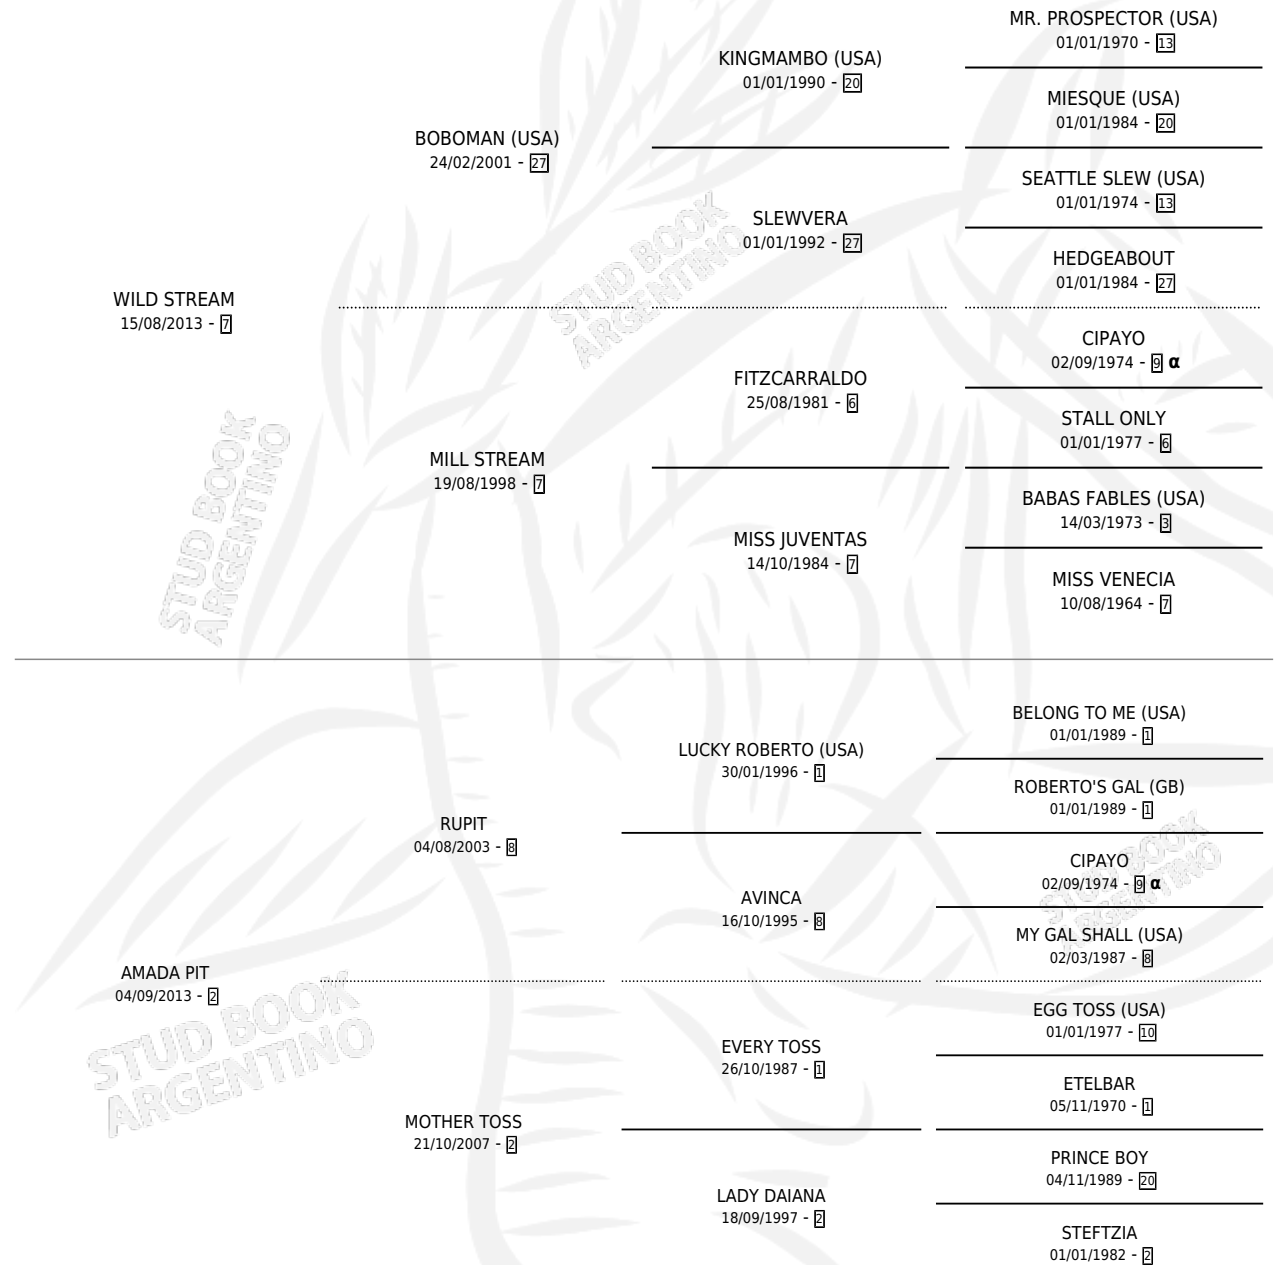 MR. PROSPECTOR (USA)
01/01/1970 - 13
KINGMAMBO (USA)
01/01/1990 - 20
MIESQUE (USA)
01/01/1984 - 20
BOBOMAN (USA)
24/02/2001 - 27
SEATTLE SLEW (USA)
01/01/1974 - 13
SLEWVERA
01/01/1992 - 27
HEDGEABOUT
01/01/1984 - 27
WILD STREAM
15/08/2013 - 7
CIPAYO
02/09/1974 - 9 α
FITZCARRALDO
25/08/1981 - 6
STALL ONLY
01/01/1977 - 6
MILL STREAM
19/08/1998 - 7
BABAS FABLES (USA)
14/03/1973 - 3
MISS JUVENTAS
14/10/1984 - 7
MISS VENECIA
10/08/1964 - 7
BELONG TO ME (USA)
01/01/1989 - 1
LUCKY ROBERTO (USA)
30/01/1996 - 1
ROBERTO'S GAL (GB)
01/01/1989 - 1
RUPIT
04/08/2003 - 8
CIPAYO
02/09/1974 - 9 α
AVINCA
16/10/1995 - 8
MY GAL SHALL (USA)
02/03/1987 - 8
AMADA PIT
04/09/2013 - 2
EGG TOSS (USA)
01/01/1977 - 10
EVERY TOSS
26/10/1987 - 1
ETELBAR
05/11/1970 - 1
MOTHER TOSS
21/10/2007 - 2
PRINCE BOY
04/11/1989 - 20
LADY DAIANA
18/09/1997 - 2
STEFTZIA
01/01/1982 - 2
STUD BOOK
ARGENTINO
STUD BOOK
ARGENTINO
STUD BOOK
ARGENTINO
STUD BOOK
ARGENTINO